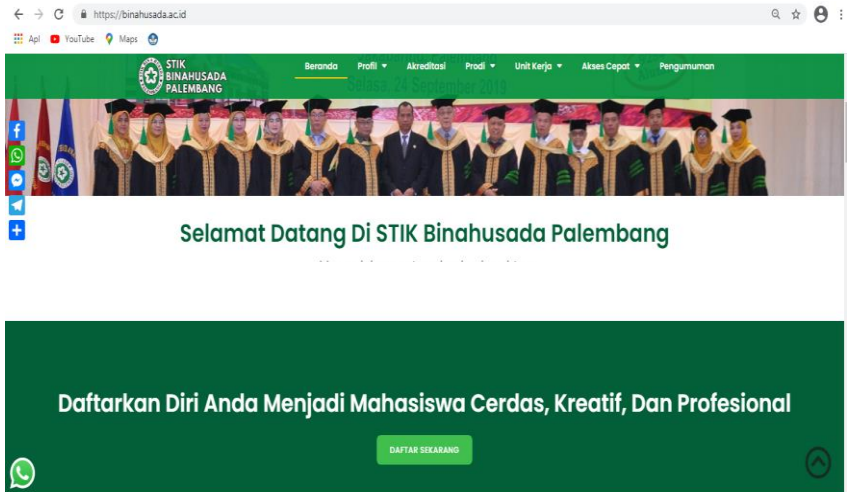 https://binahusada.ac.id
Apl YouTube Maps
STIK
BINAHUSADA
PALEMBANG
Beranda Profil Akreditasi Prodi Unit Kerja Akses Cepat Pengumuman
Selasa, 24 September 2019
Selamat Datang Di STIK Binahusada Palembang
Daftarkan Diri Anda Menjadi Mahasiswa Cerdas, Kreatif, Dan Profesional
DAFTAR SEKARANG